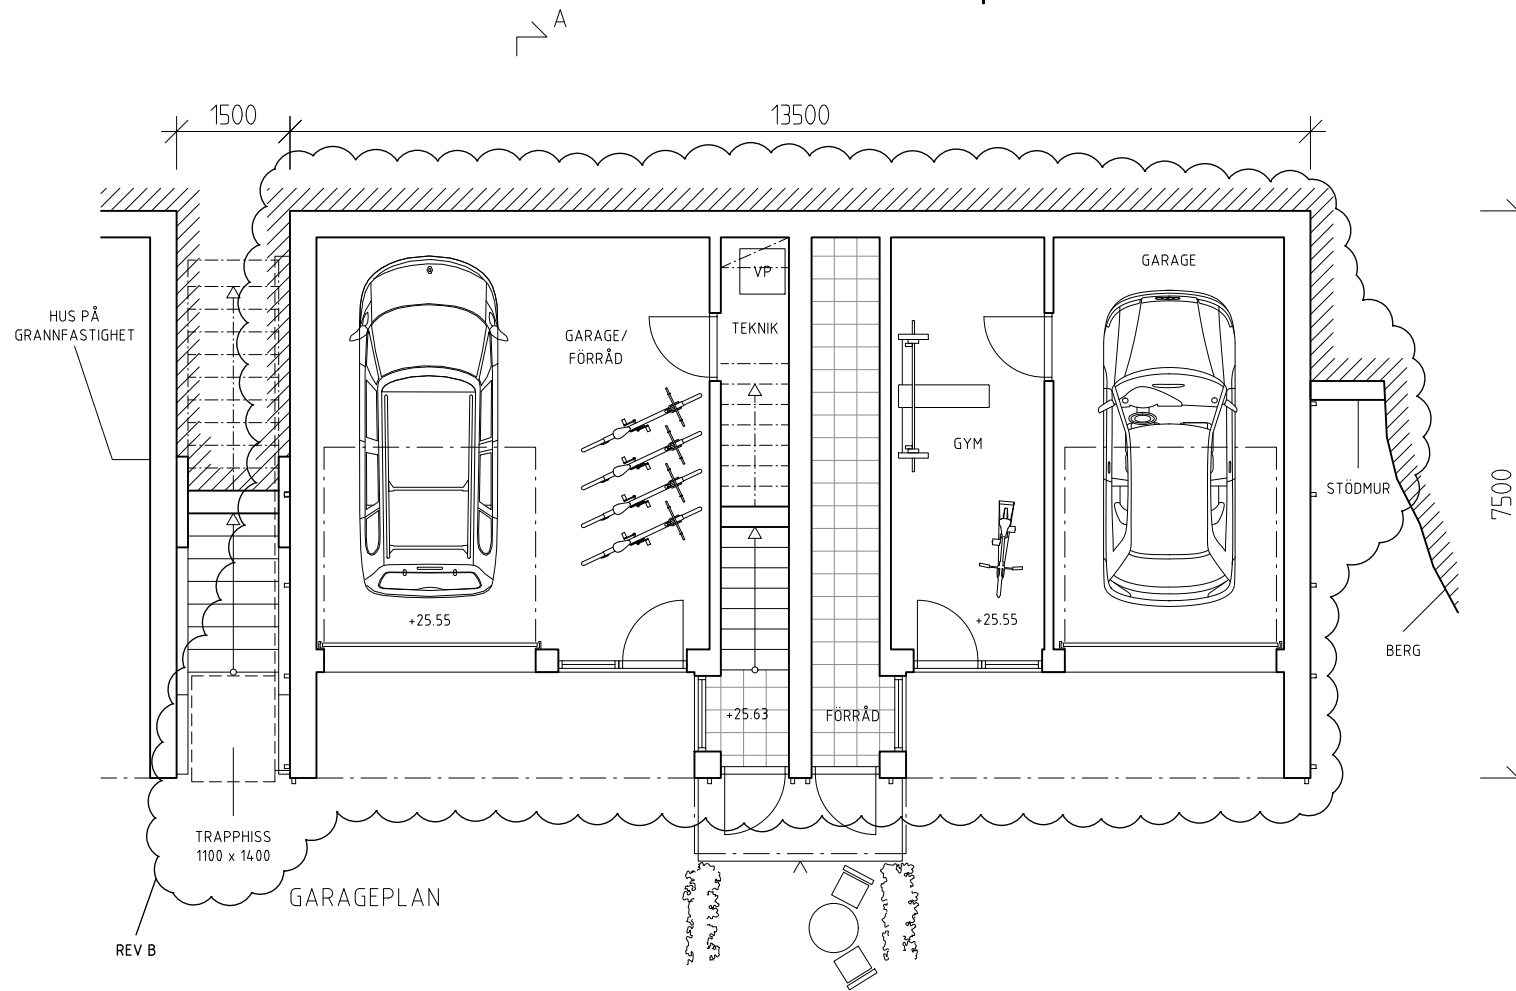 A
1500
13500
HUS PÅ
GRANNFASTIGHET
GARAGE/
FÖRRÅD
VP
TEKNIK
GARAGE
GYM
STÖDMUR
7500
+25.55
+25.55
BERG
+25.63
FÖRRÅD
TRAPPHISS
1100 x 1400
GARAGEPLAN
REV B